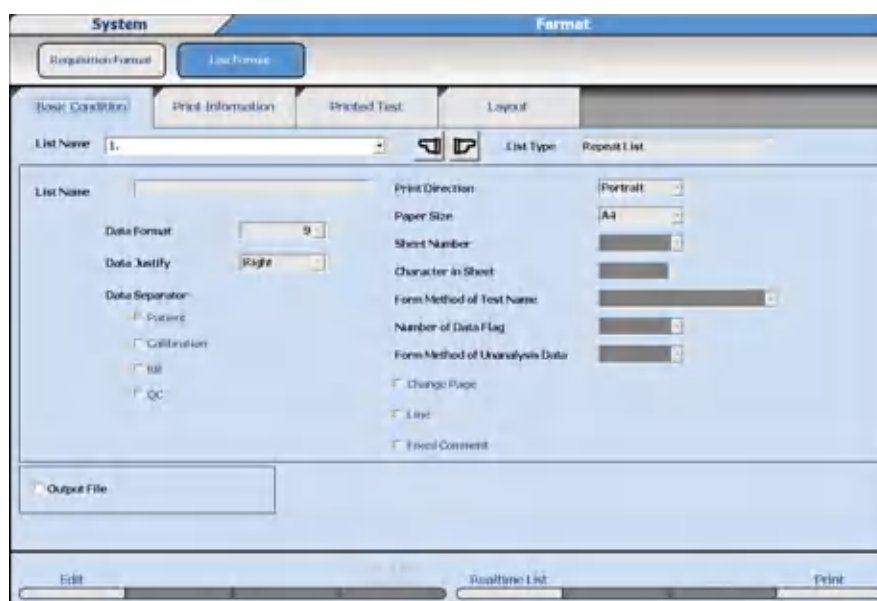 System Format
Requisition Format List Format
Basic Condition Print Information Printed Test Layout
List Name 1. List Type Repeat List
List Name Print Direction Portrait
Paper Size A4
Data Format 9 Sheet Number
Data Justify Right Character in Sheet
Data Separator Form Method of Test Name
Patient Number of Data Flag
Calibration Form Method of Unanalysis Data
RB Change Page
QC Line
Fixed Comment
Output File
Edit Realtime List Print